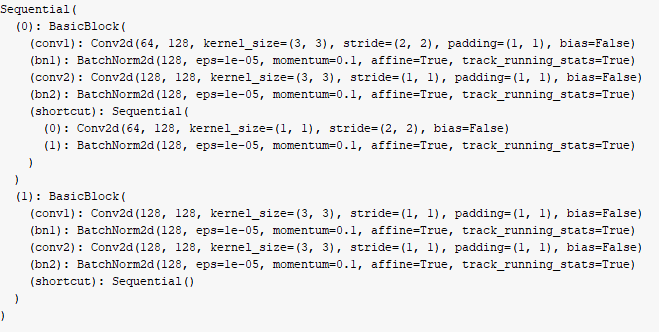 Sequential(
  (0): BasicBlock(
    (conv1): Conv2d(64, 128, kernel_size=(3, 3), stride=(2, 2), padding=(1, 1), bias=False)
    (bn1): BatchNorm2d(128, eps=1e-05, momentum=0.1, affine=True, track_running_stats=True)
    (conv2): Conv2d(128, 128, kernel_size=(3, 3), stride=(1, 1), padding=(1, 1), bias=False)
    (bn2): BatchNorm2d(128, eps=1e-05, momentum=0.1, affine=True, track_running_stats=True)
    (shortcut): Sequential(
      (0): Conv2d(64, 128, kernel_size=(1, 1), stride=(2, 2), bias=False)
      (1): BatchNorm2d(128, eps=1e-05, momentum=0.1, affine=True, track_running_stats=True)
    )
  )
  (1): BasicBlock(
    (conv1): Conv2d(128, 128, kernel_size=(3, 3), stride=(1, 1), padding=(1, 1), bias=False)
    (bn1): BatchNorm2d(128, eps=1e-05, momentum=0.1, affine=True, track_running_stats=True)
    (conv2): Conv2d(128, 128, kernel_size=(3, 3), stride=(1, 1), padding=(1, 1), bias=False)
    (bn2): BatchNorm2d(128, eps=1e-05, momentum=0.1, affine=True, track_running_stats=True)
    (shortcut): Sequential()
  )
)